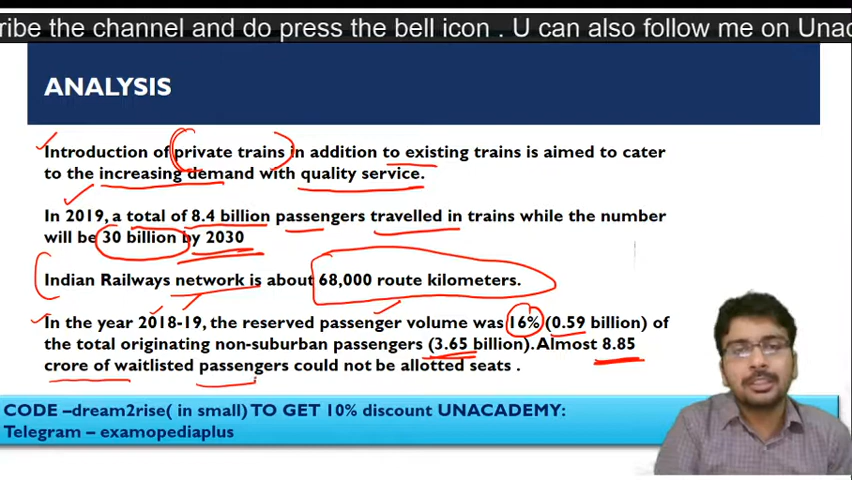 ribe the channel and do press the bell icon . U can also follow me on Unac
ANALYSIS
Introduction of private trains in addition to existing trains is aimed to cater
to the increasing demand with quality service.
In 2019, a total of 8.4 billion passengers travelled in trains while the number
will be 30 billion by 2030
Indian Railways network is about 68,000 route kilometers.
In the year 2018-19, the reserved passenger volume was 16% (0.59 billion) of
the total originating non-suburban passengers (3.65 billion). Almost 8.85
crore of waitlisted passengers could not be allotted seats .
CODE –dream2rise( in small) TO GET 10% discount UNACADEMY:
Telegram – examopediaplus